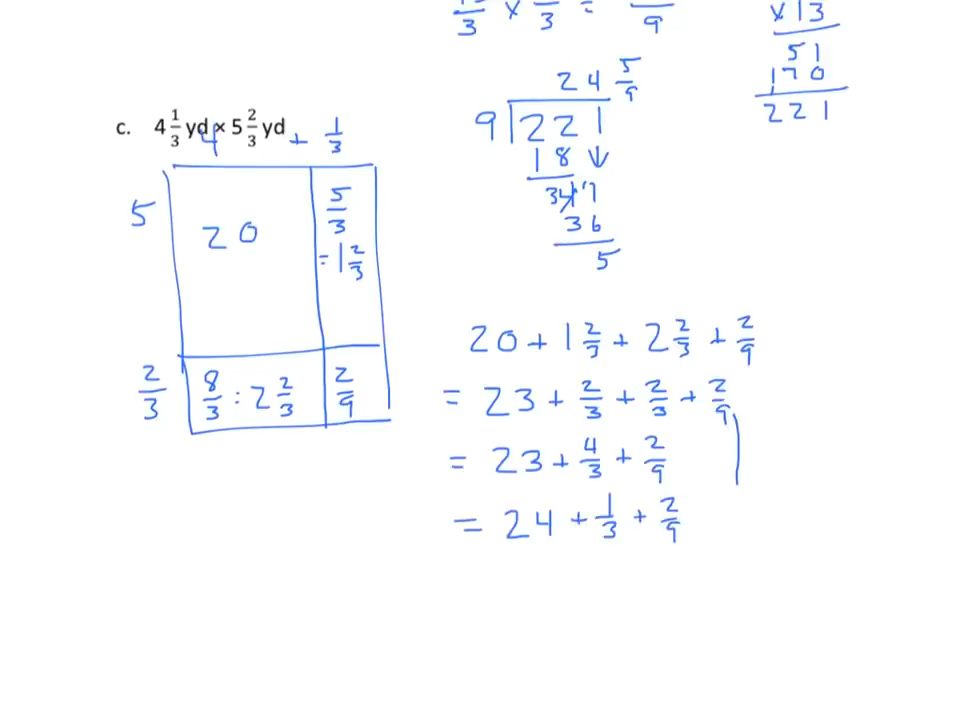 /3 × /3 = /9
×13
51
170
221
24 5/9
9 221
18 ↓
36
5
c. 4 1/3 yd × 5 2/3 yd
4 + 1/3
5
20
5/3
= 1 2/3
2/3
8/3 : 2 2/3
2/9
20 + 1 2/3 + 2 2/3 + 2/9
= 23 + 2/3 + 2/3 + 2/9
= 23 + 4/3 + 2/9
= 24 + 1/3 + 2/9